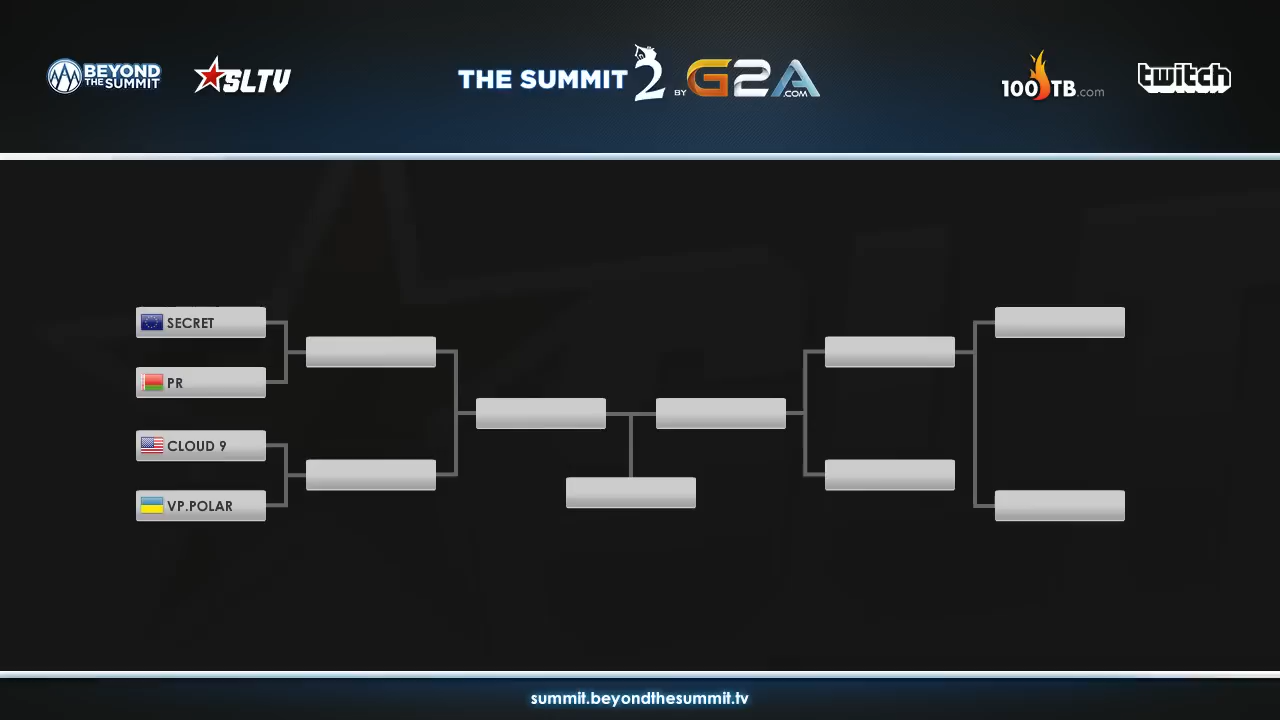 BEYOND
THE SUMMIT
SLTV
THE SUMMIT 2
BY G2A
.COM
100TB.com
twitch
SECRET
PR
CLOUD 9
VP.POLAR
summit.beyondthesummit.tv